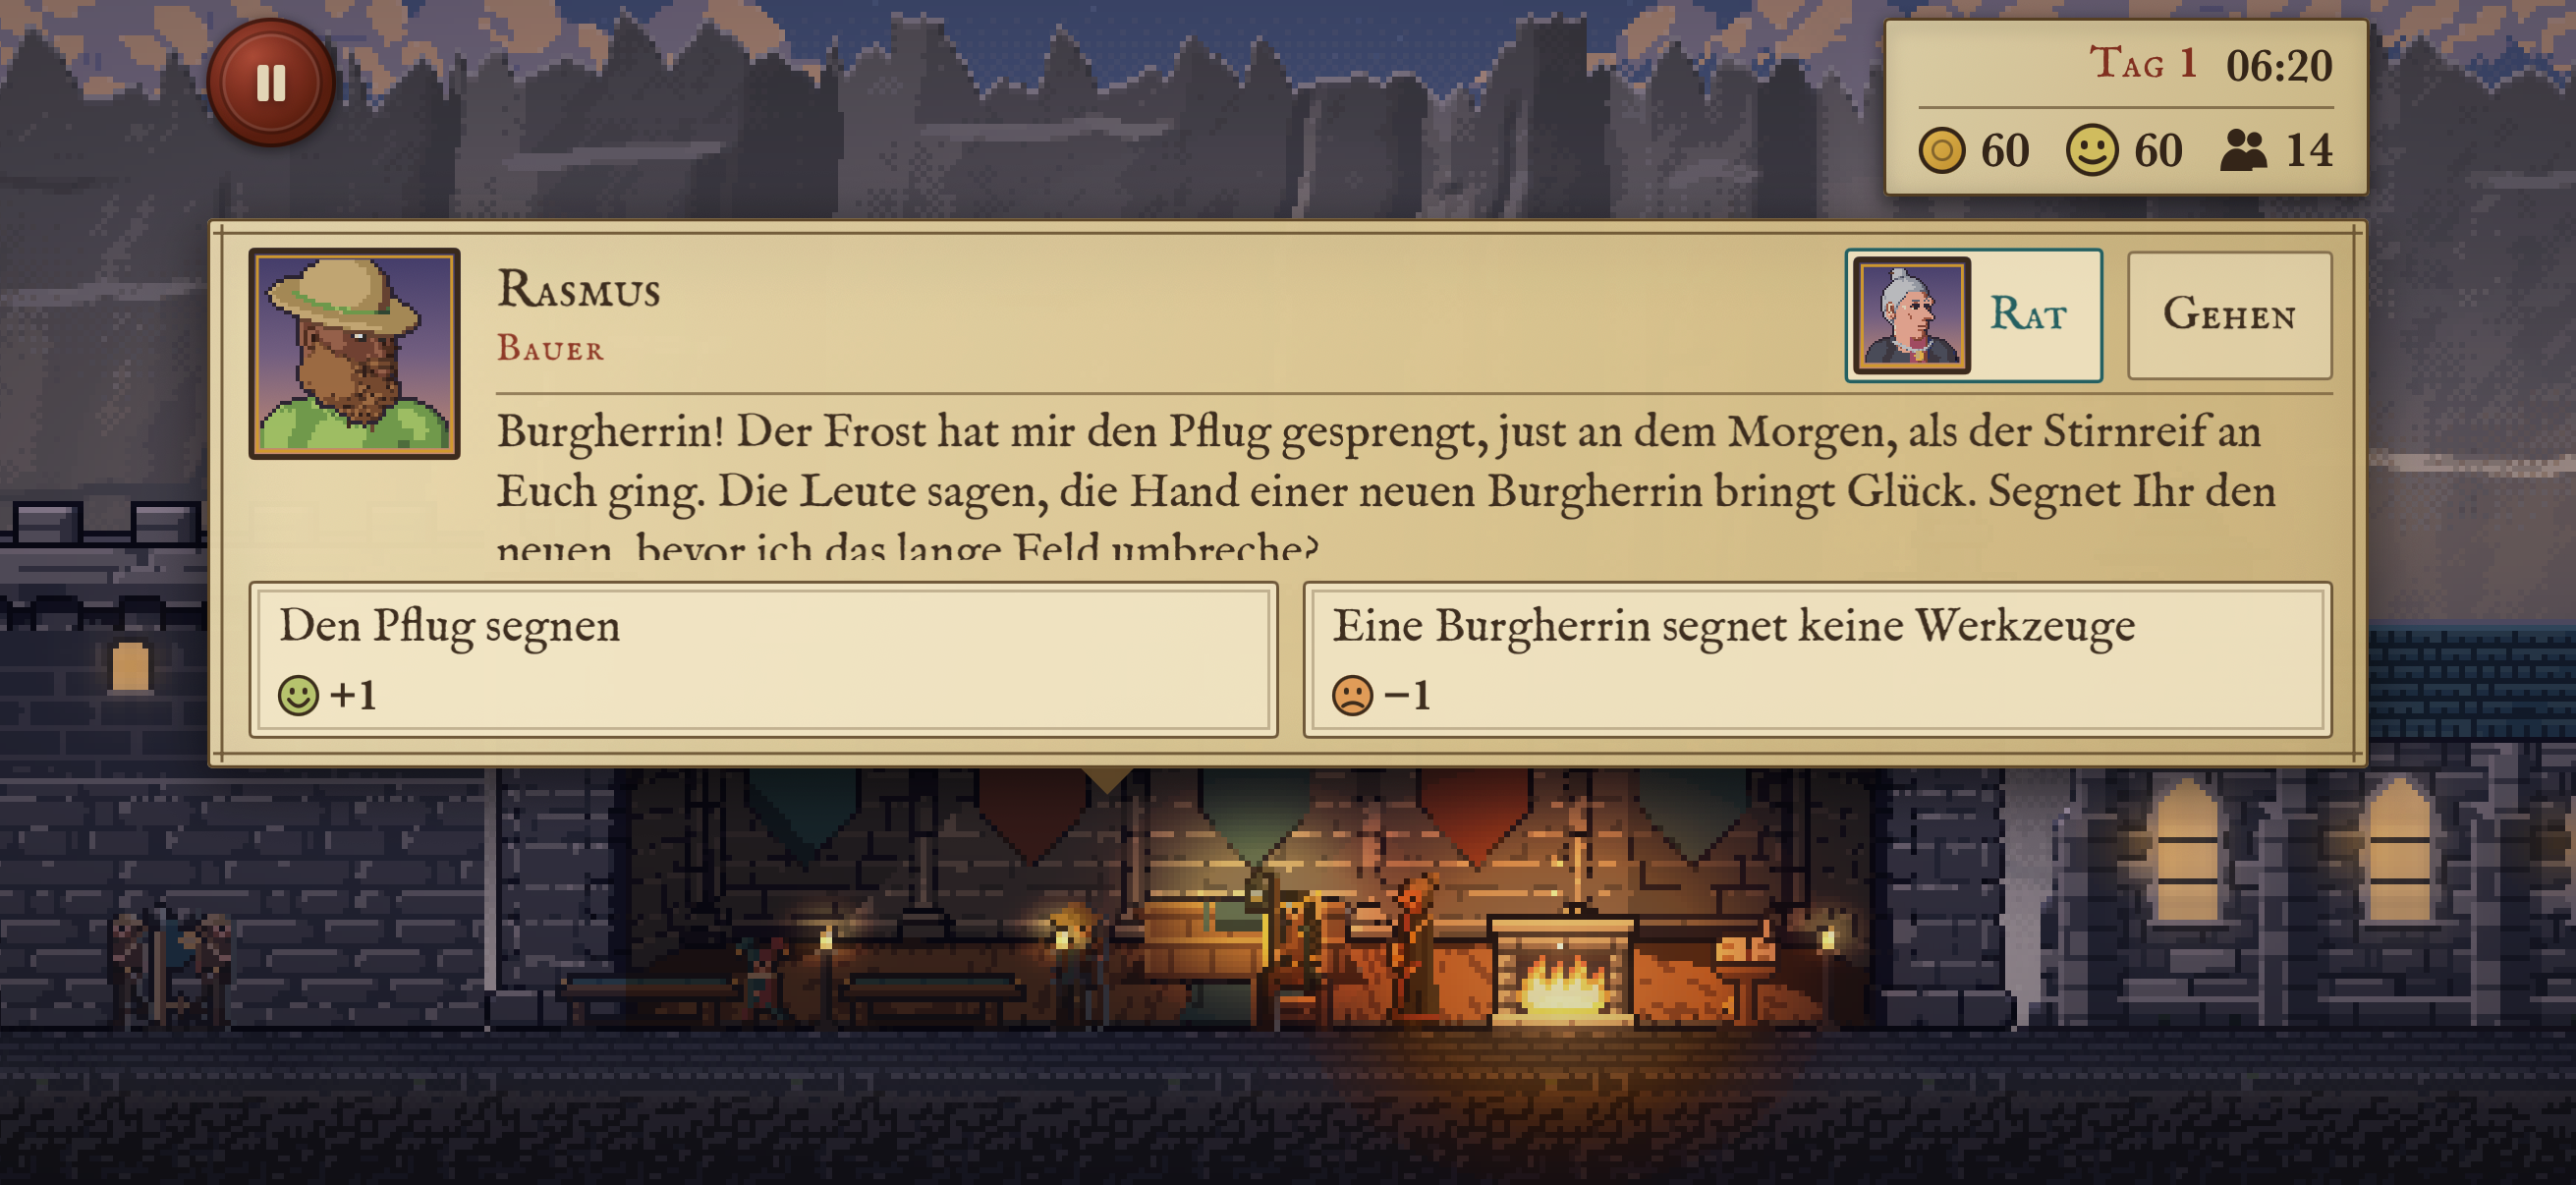 Tag 1 06:20
60 60 14
Rasmus
Bauer
Rat
Gehen
Burgherrin! Der Frost hat mir den Pflug gesprengt, just an dem Morgen, als der Stirnreif an
Euch ging. Die Leute sagen, die Hand einer neuen Burgherrin bringt Glück. Segnet Ihr den
neuen, bevor ich das lange Feld umbreche?
Den Pflug segnen
+1
Eine Burgherrin segnet keine Werkzeuge
−1